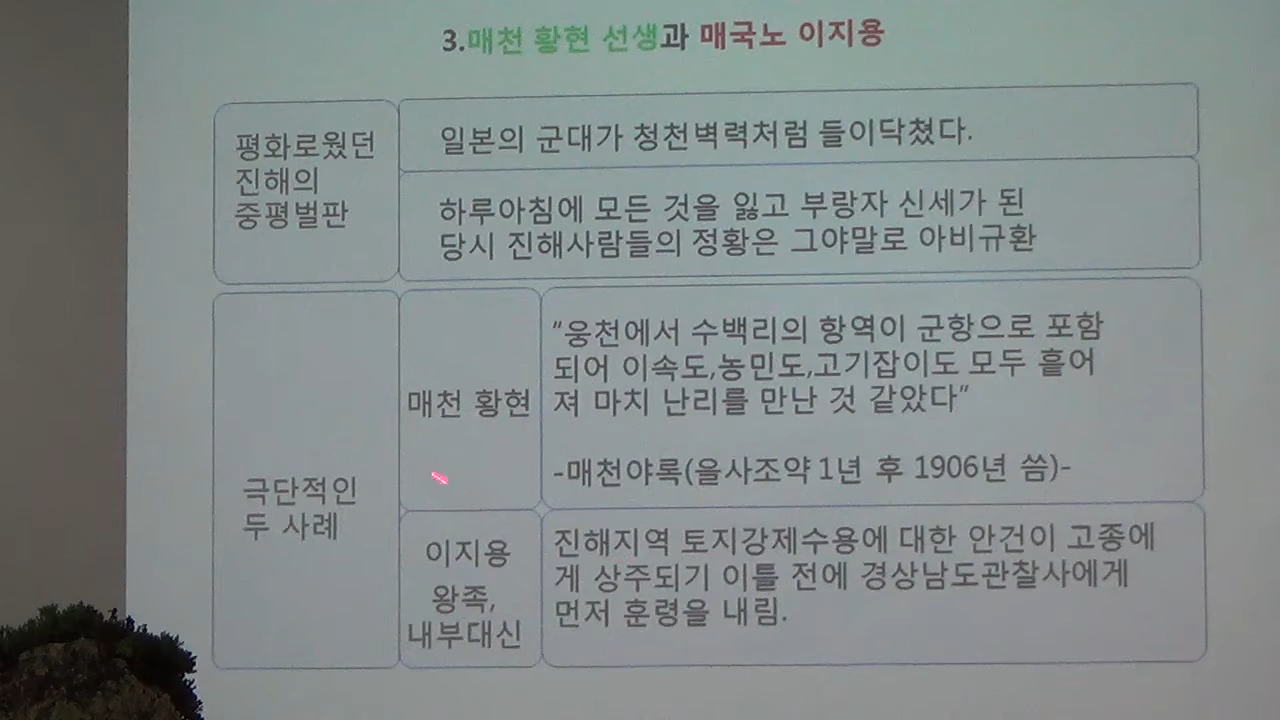 3.매천 황현 선생과 매국노 이지용
평화로웠던
진해의
중평벌판
일본의 군대가 청천벽력처럼 들이닥쳤다.
하루아침에 모든 것을 잃고 부랑자 신세가 된
당시 진해사람들의 정황은 그야말로 아비규환
극단적인
두 사례
매천 황현
“웅천에서 수백리의 항역이 군항으로 포함
되어 이속도,농민도,고기잡이도 모두 흩어
져 마치 난리를 만난 것 같았다”
-매천야록(을사조약 1년 후 1906년 씀)-
이지용
왕족,
내부대신
진해지역 토지강제수용에 대한 안건이 고종에
게 상주되기 이틀 전에 경상남도관찰사에게
먼저 훈령을 내림.